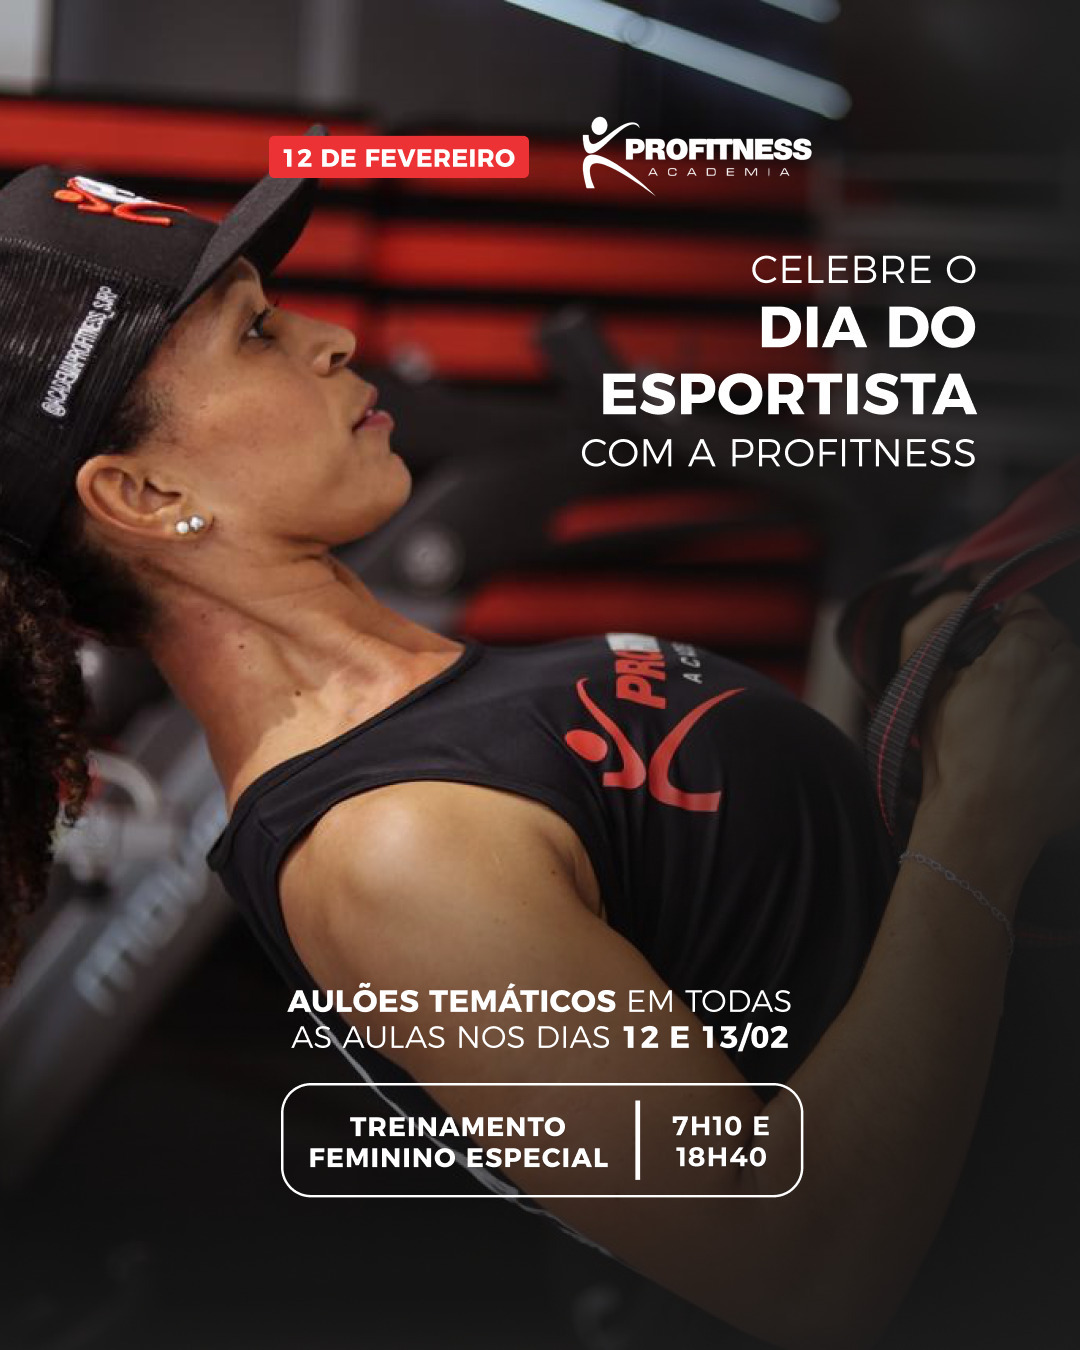 12 DE FEVEREIRO
PROFITNESS
ACADEMIA
CELEBRE O
DIA DO
ESPORTISTA
COM A PROFITNESS
@ACADEMIAPROFITNESS_SJRP
AULÕES TEMÁTICOS EM TODAS
AS AULAS NOS DIAS 12 E 13/02
TREINAMENTO
FEMININO ESPECIAL
7H10 E
18H40